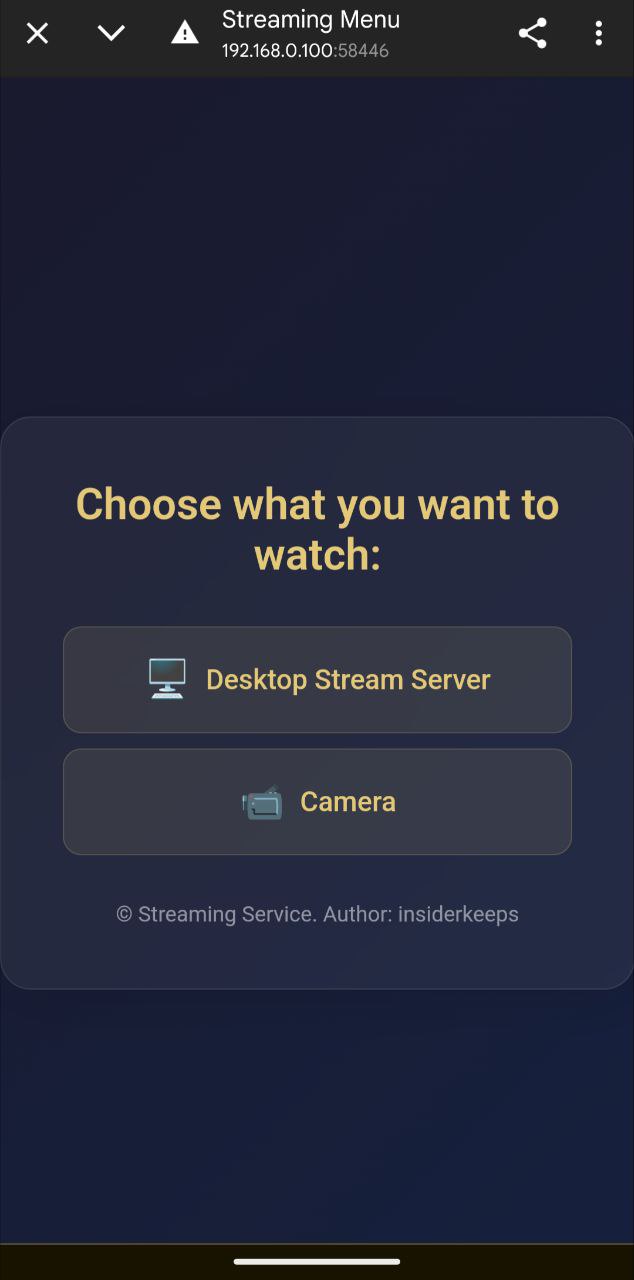 Streaming Menu
192.168.0.100:58446
Choose what you want to
watch:
Desktop Stream Server
Camera
© Streaming Service. Author: insiderkeeps